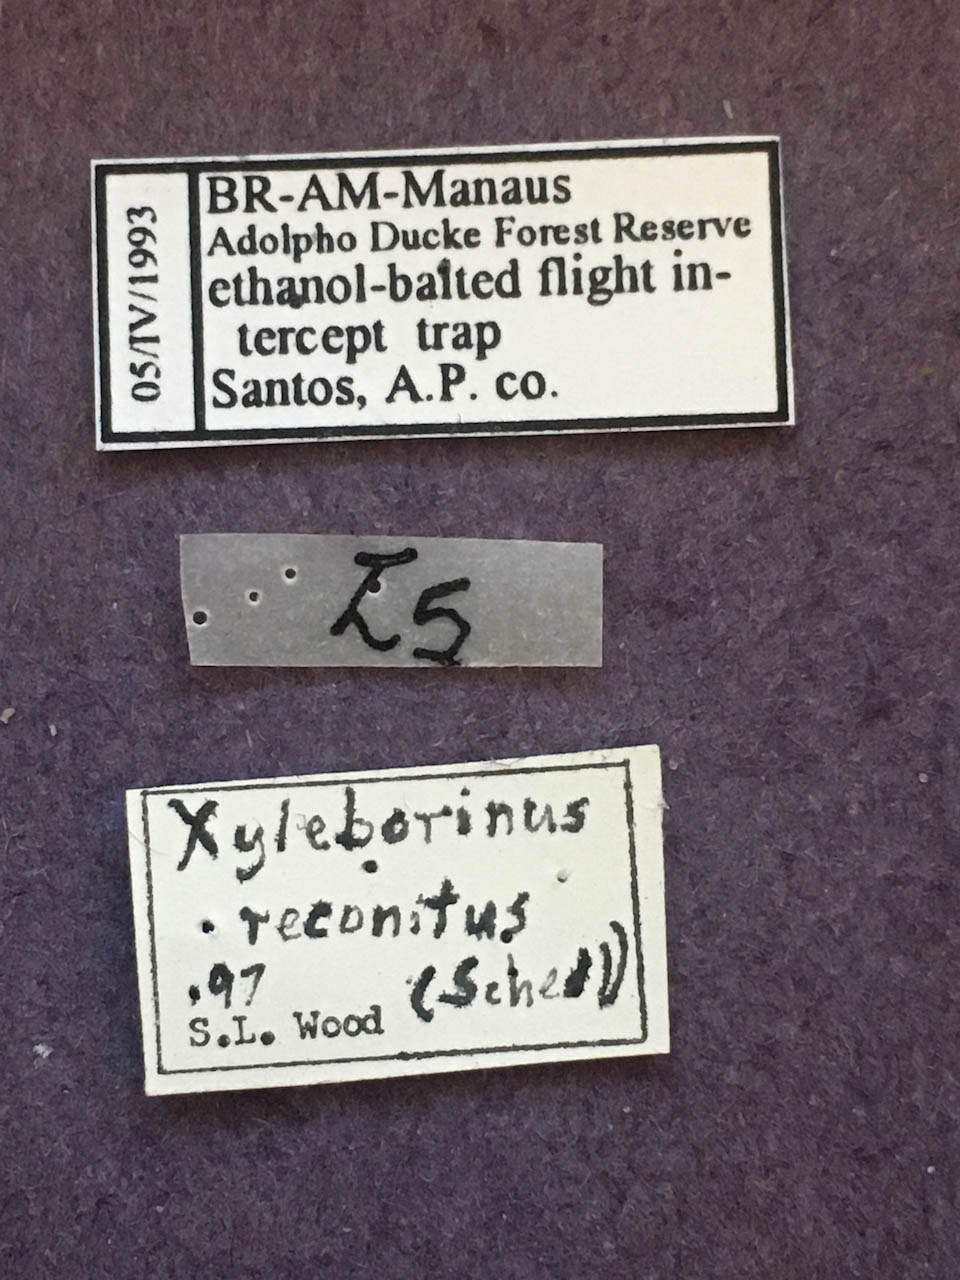 05/IV/1993
BR-AM-Manaus
Adolpho Ducke Forest Reserve
ethanol-baited flight in-
tercept trap
Santos, A.P. co.
Xyleborinus
reconitus
.97 (Schedl)
S.L. Wood